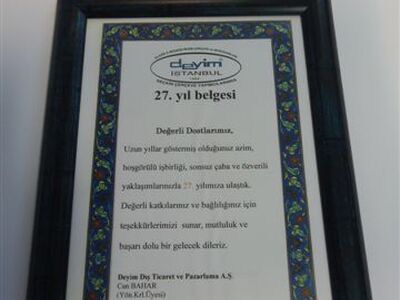 deyim
İSTANBUL
27. yıl belgesi
Değerli Dostlarımız,
Uzun yıllar göstermiş olduğunuz azim,
hoşgörülü işbirliği, sonsuz çaba ve özverili
yaklaşımlarınızla 27. yılımıza ulaştık.
Değerli katkılarınız ve bağlılığınız için
teşekkürlerimizi sunar, mutluluk ve
başarı dolu bir gelecek dileriz.
Deyim Dış Ticaret ve Pazarlama A.Ş.
Can BAHAR
(Yön.Krl.Üyesi)